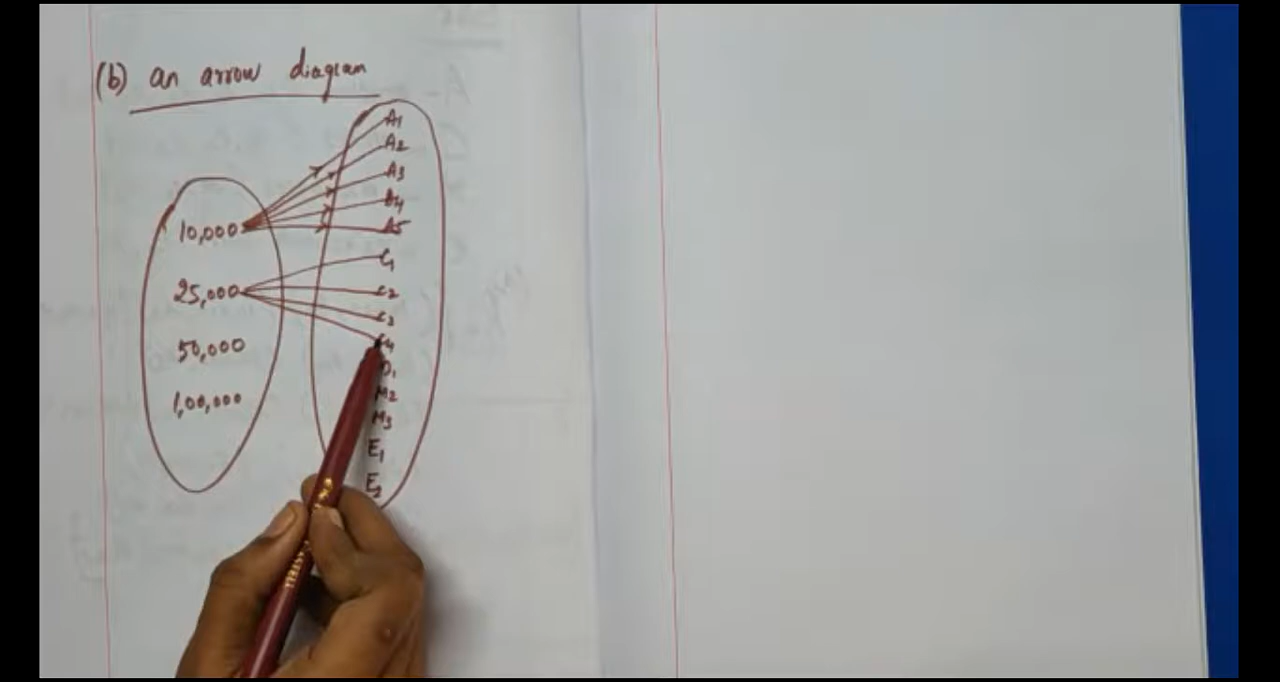 (b) an arrow diagram
A1
A2
A3
A4
A5
C1
C2
C3
C4
D1
M2
M3
E1
E2
10,000
25,000
50,000
1,00,000